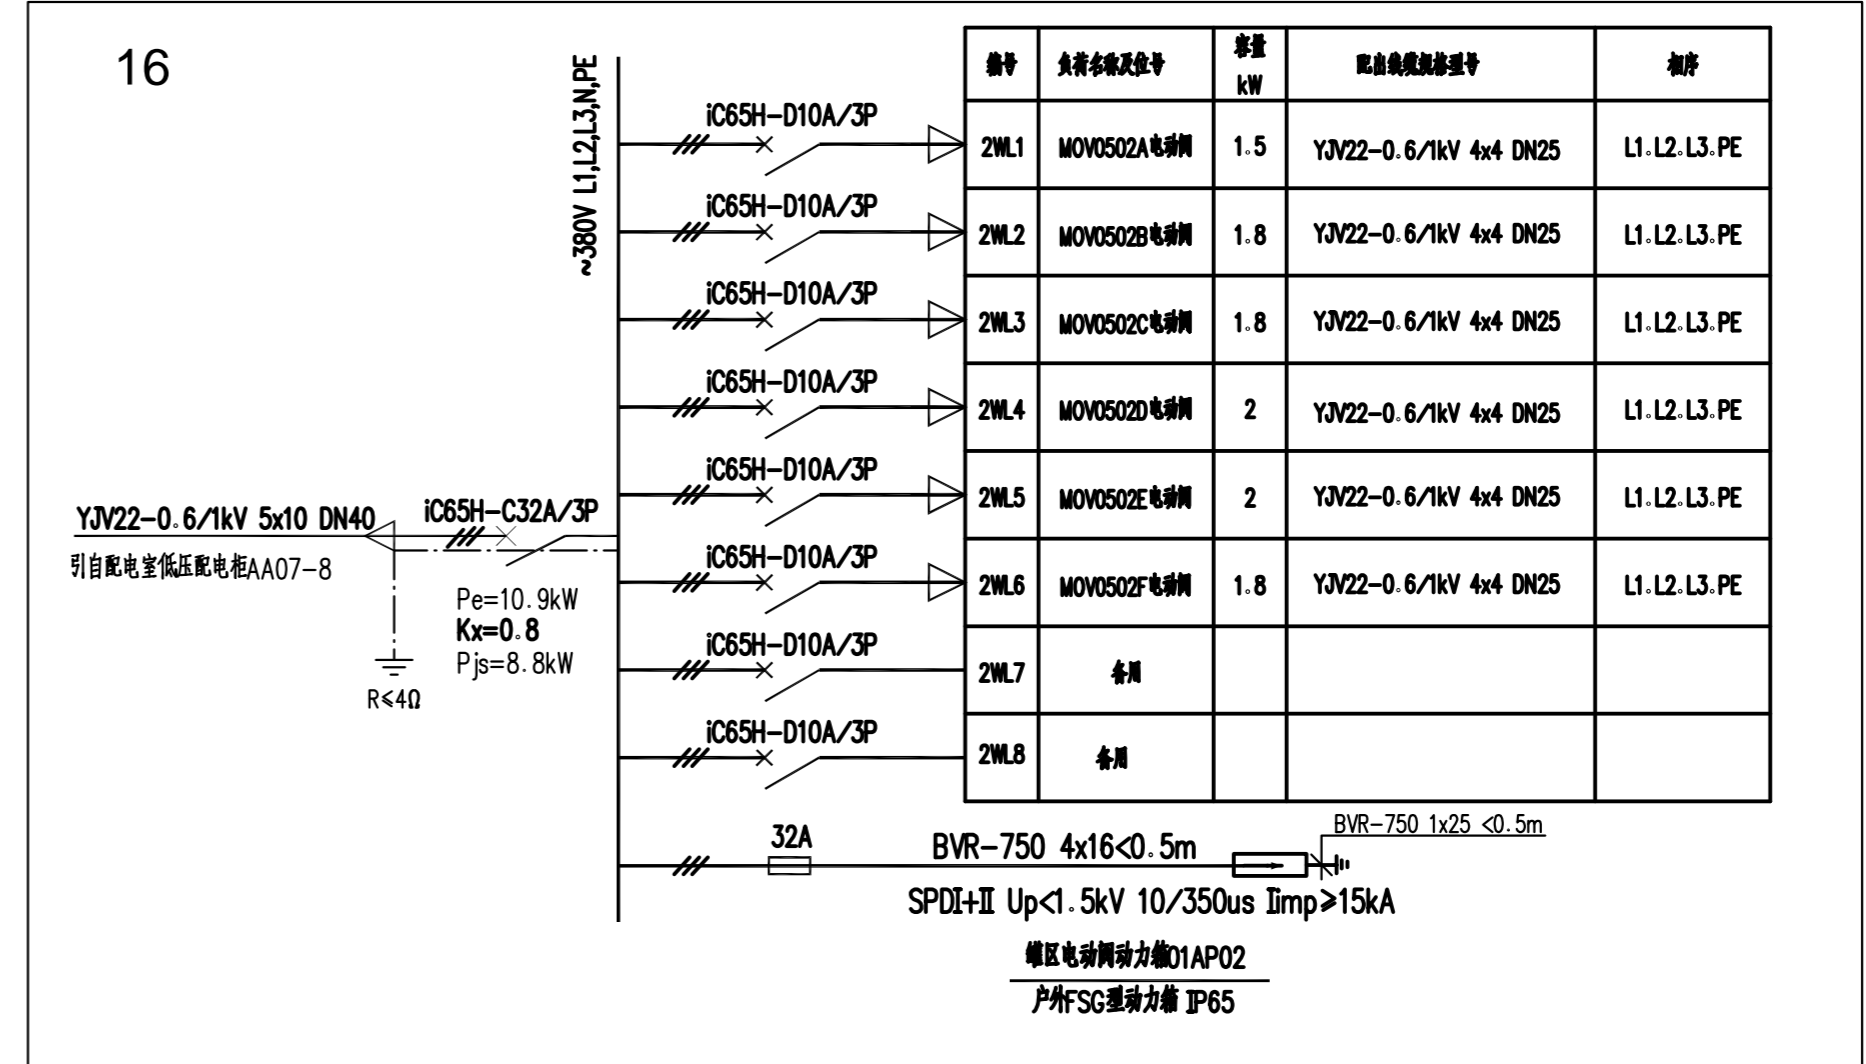 16
~380V L1,L2,L3,N,PE
编号 负荷名称及位号 容量 kW 配出线缆规格型号 相序
iC65H-D10A/3P
2WL1 MOV0502A电动阀 1.5 YJV22-0.6/1kV 4x4 DN25 L1.L2.L3.PE
iC65H-D10A/3P
2WL2 MOV0502B电动阀 1.8 YJV22-0.6/1kV 4x4 DN25 L1.L2.L3.PE
iC65H-D10A/3P
2WL3 MOV0502C电动阀 1.8 YJV22-0.6/1kV 4x4 DN25 L1.L2.L3.PE
iC65H-D10A/3P
2WL4 MOV0502D电动阀 2 YJV22-0.6/1kV 4x4 DN25 L1.L2.L3.PE
iC65H-D10A/3P
2WL5 MOV0502E电动阀 2 YJV22-0.6/1kV 4x4 DN25 L1.L2.L3.PE
iC65H-D10A/3P
2WL6 MOV0502F电动阀 1.8 YJV22-0.6/1kV 4x4 DN25 L1.L2.L3.PE
iC65H-D10A/3P
2WL7 备用
iC65H-D10A/3P
2WL8 备用
YJV22-0.6/1kV 5x10 DN40
引自配电室低压配电柜AA07-8
iC65H-C32A/3P
Pe=10.9kW
Kx=0.8
Pjs=8.8kW
R≤4Ω
32A
BVR-750 4x16<0.5m
BVR-750 1x25 <0.5m
SPDI+II Up<1.5kV 10/350us Iimp≥15kA
罐区电动阀动力箱01AP02
户外FSG型动力箱 IP65